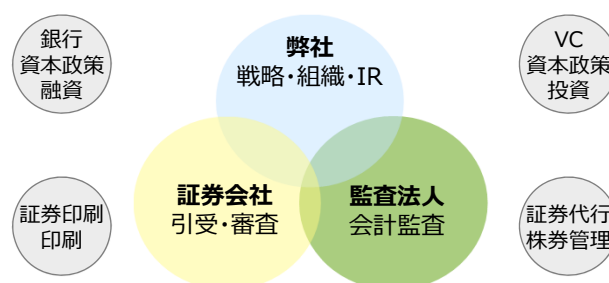 銀行
資本政策
融資
弊社
戦略・組織・IR
VC
資本政策
投資
証券会社
引受・審査
監査法人
会計監査
証券印刷
印刷
証券代行
株券管理